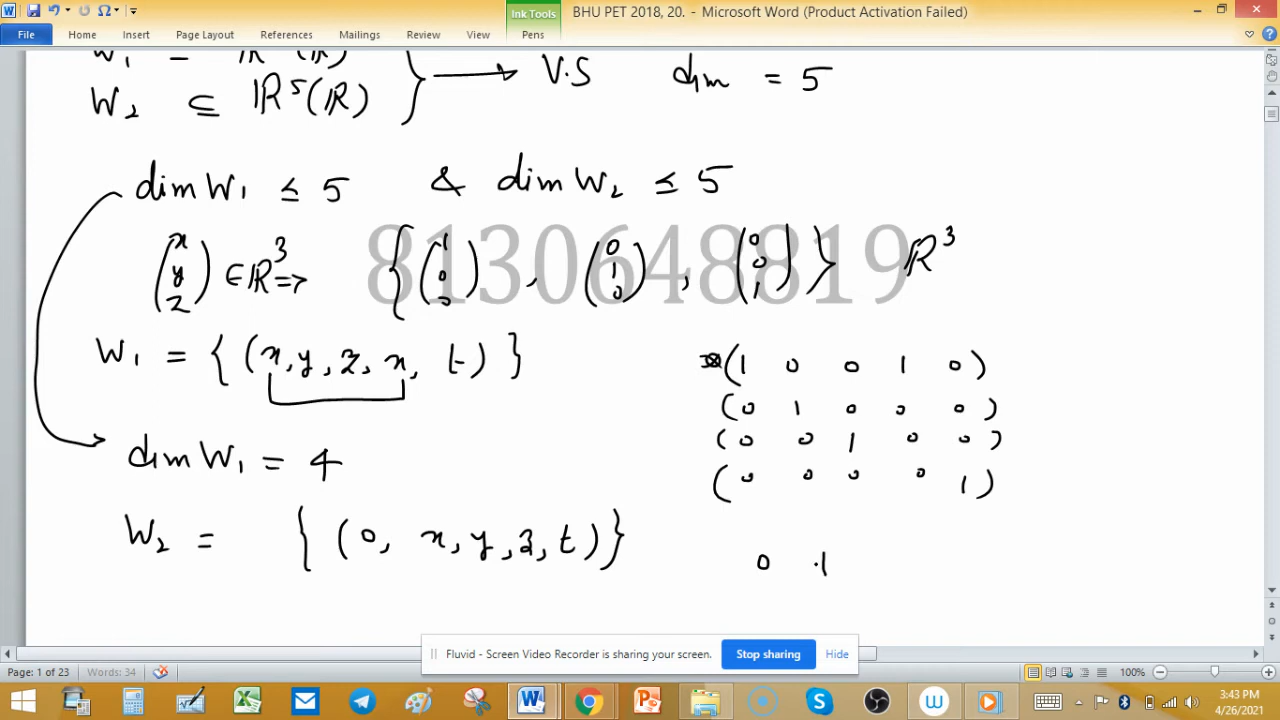 BHU PET 2018, 20. - Microsoft Word (Product Activation Failed)
Ink Tools
File Home Insert Page Layout References Mailings Review View Pens
W₁ = ℝ⁵(ℝ)
W₂ ⊆ ℝ⁵(ℝ) } → V.S dim = 5
dim W₁ ≤ 5 & dim W₂ ≤ 5
8130648819
(x y z) ∈ ℝ³ ⇒ { (1 0 0), (0 1 0), (0 0 1) } ℝ³
W₁ = { (x, y, z, x, t) }
(1 0 0 1 0)
(0 1 0 0 0)
(0 0 1 0 0)
dim W₁ = 4
(0 0 0 0 1)
W₂ = { (0, x, y, z, t) }
0 1
Fluvid - Screen Video Recorder is sharing your screen. Stop sharing Hide
Page: 1 of 23 Words: 34 100%
3:43 PM
4/26/2021